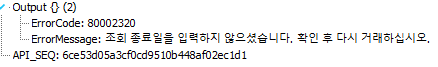 Output {} (2)
ErrorCode: 80002320
ErrorMessage: 조회 종료일을 입력하지 않으셨습니다. 확인 후 다시 거래하십시오.
API_SEQ: 6ce53d05a3cf0cd9510b448af02ec1d1